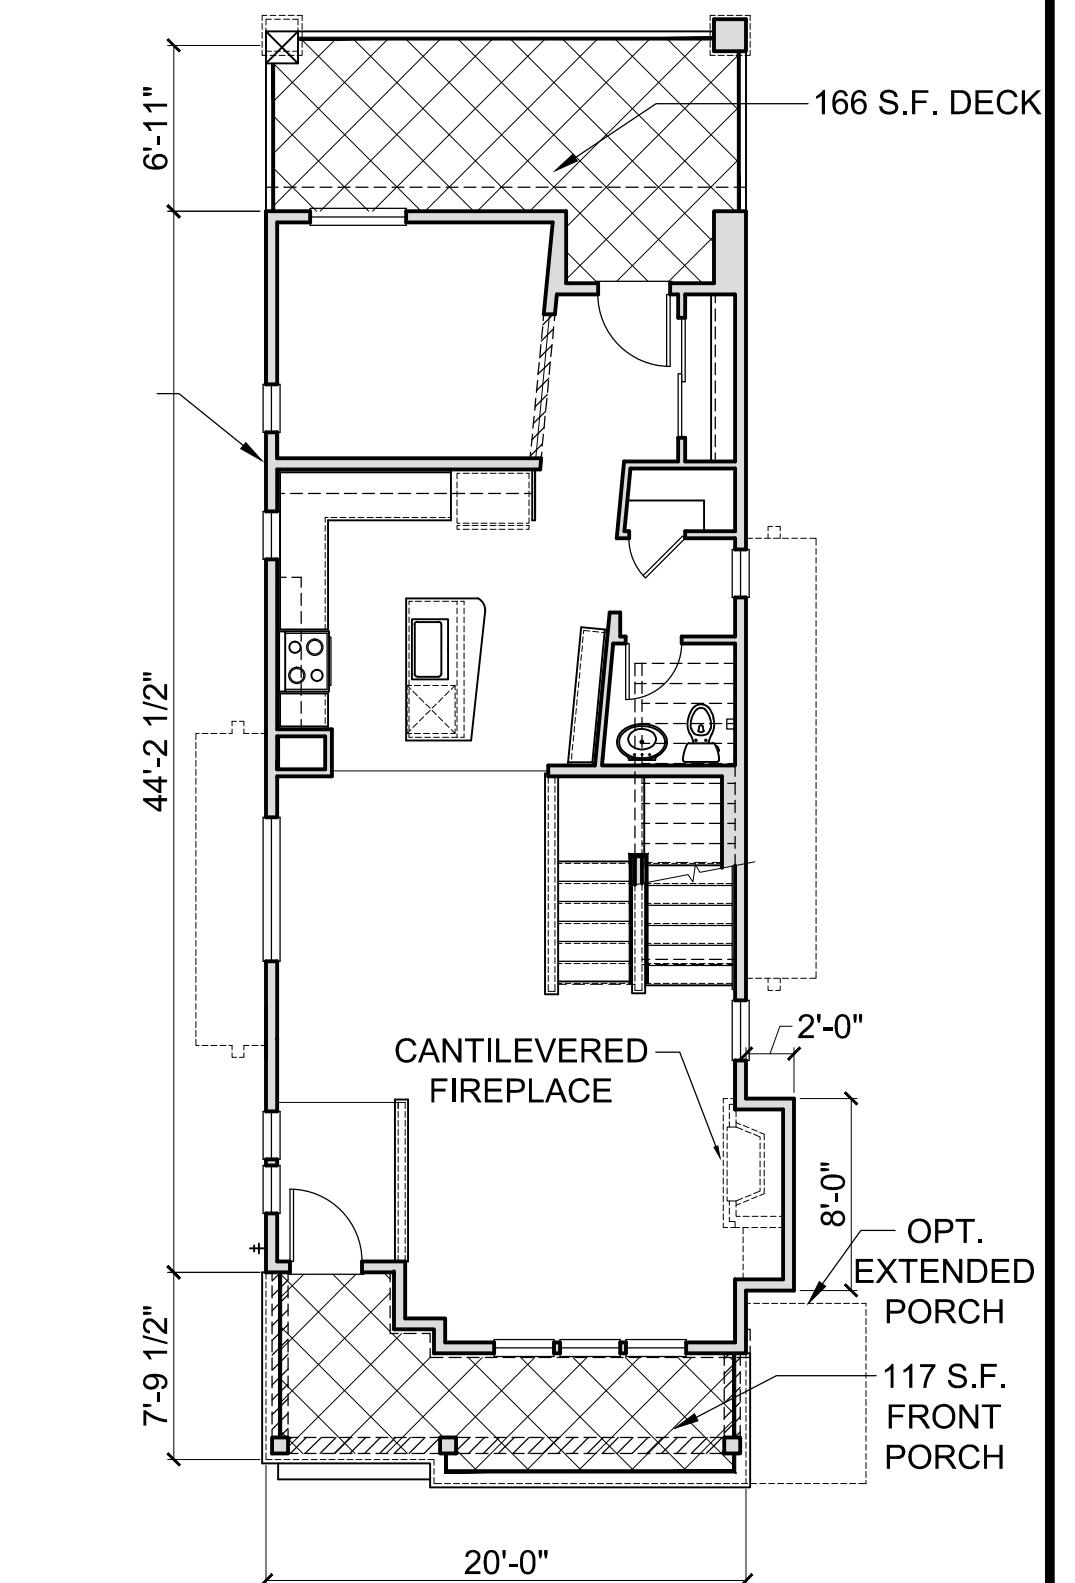 6'-11"
166 S.F. DECK
44'-2 1/2"
2'-0"
CANTILEVERED
FIREPLACE
8'-0"
OPT.
EXTENDED
PORCH
7'-9 1/2"
117 S.F.
FRONT
PORCH
20'-0"